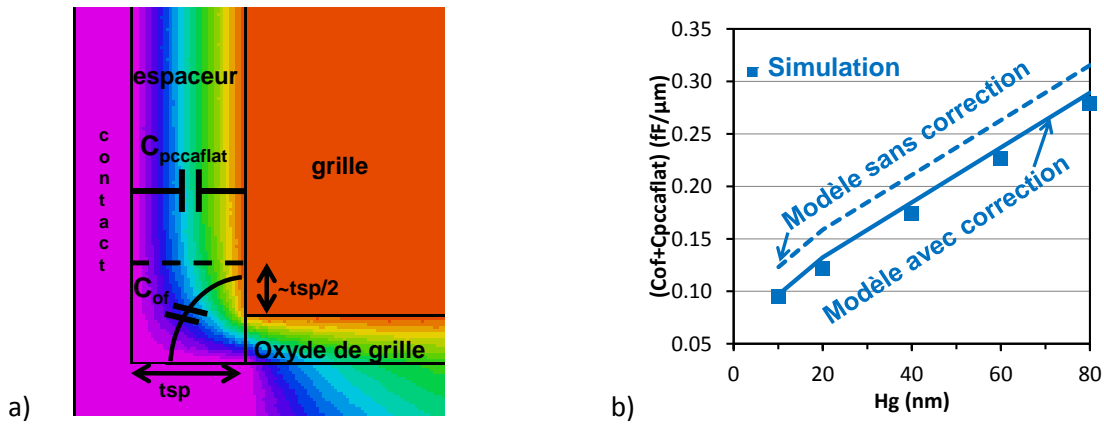 espaceur
contact
Cpccaflat
grille
Cof
~tsp/2
Oxyde de grille
tsp
a)
(Cof+Cpccaflat) (fF/µm)
0.35
0.30
0.25
0.20
0.15
0.10
0.05
Simulation
Modèle sans correction
Modèle avec correction
0 20 40 60 80
Hg (nm)
b)